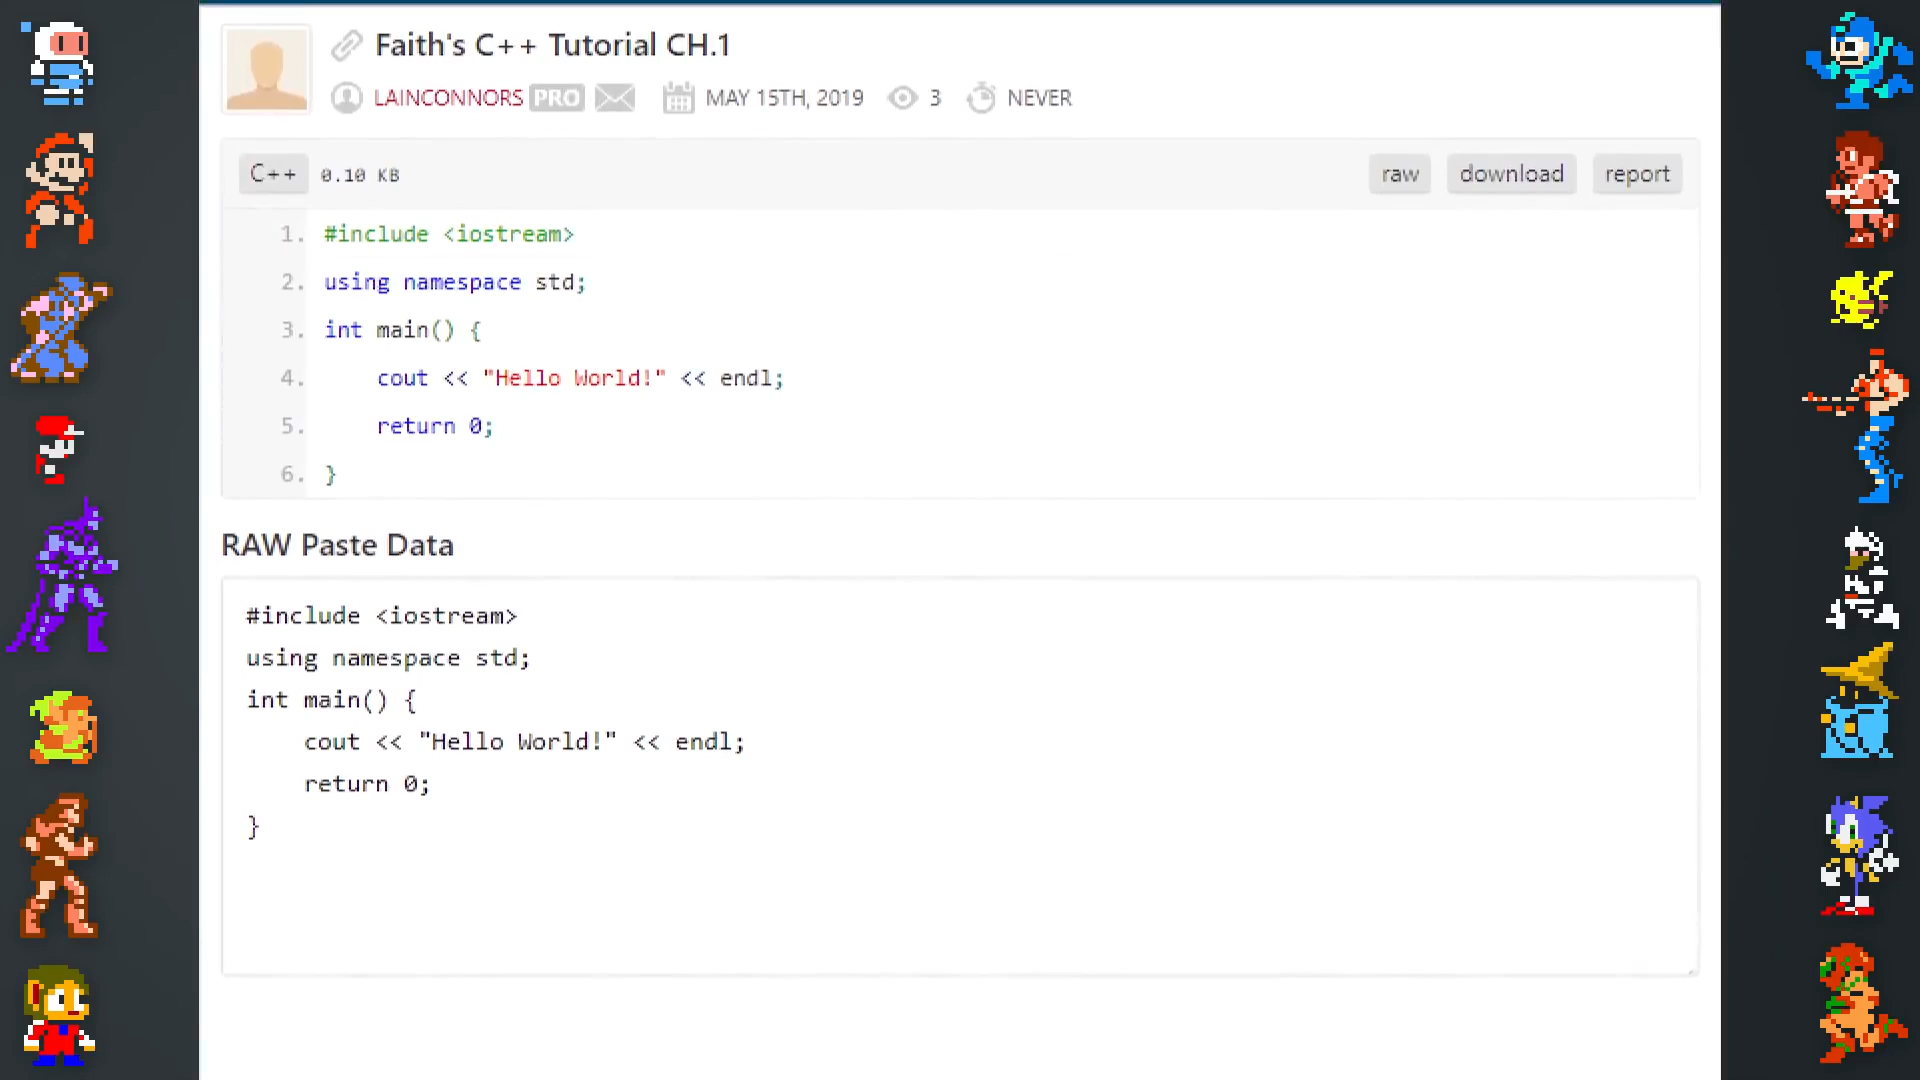 Faith's C++ Tutorial CH.1
LAINCONNORS PRO MAY 15TH, 2019 3 NEVER
C++ 0.10 KB raw download report
1. #include <iostream>
2. using namespace std;
3. int main() {
4.     cout << "Hello World!" << endl;
5.     return 0;
6. }
RAW Paste Data
#include <iostream>
using namespace std;
int main() {
    cout << "Hello World!" << endl;
    return 0;
}